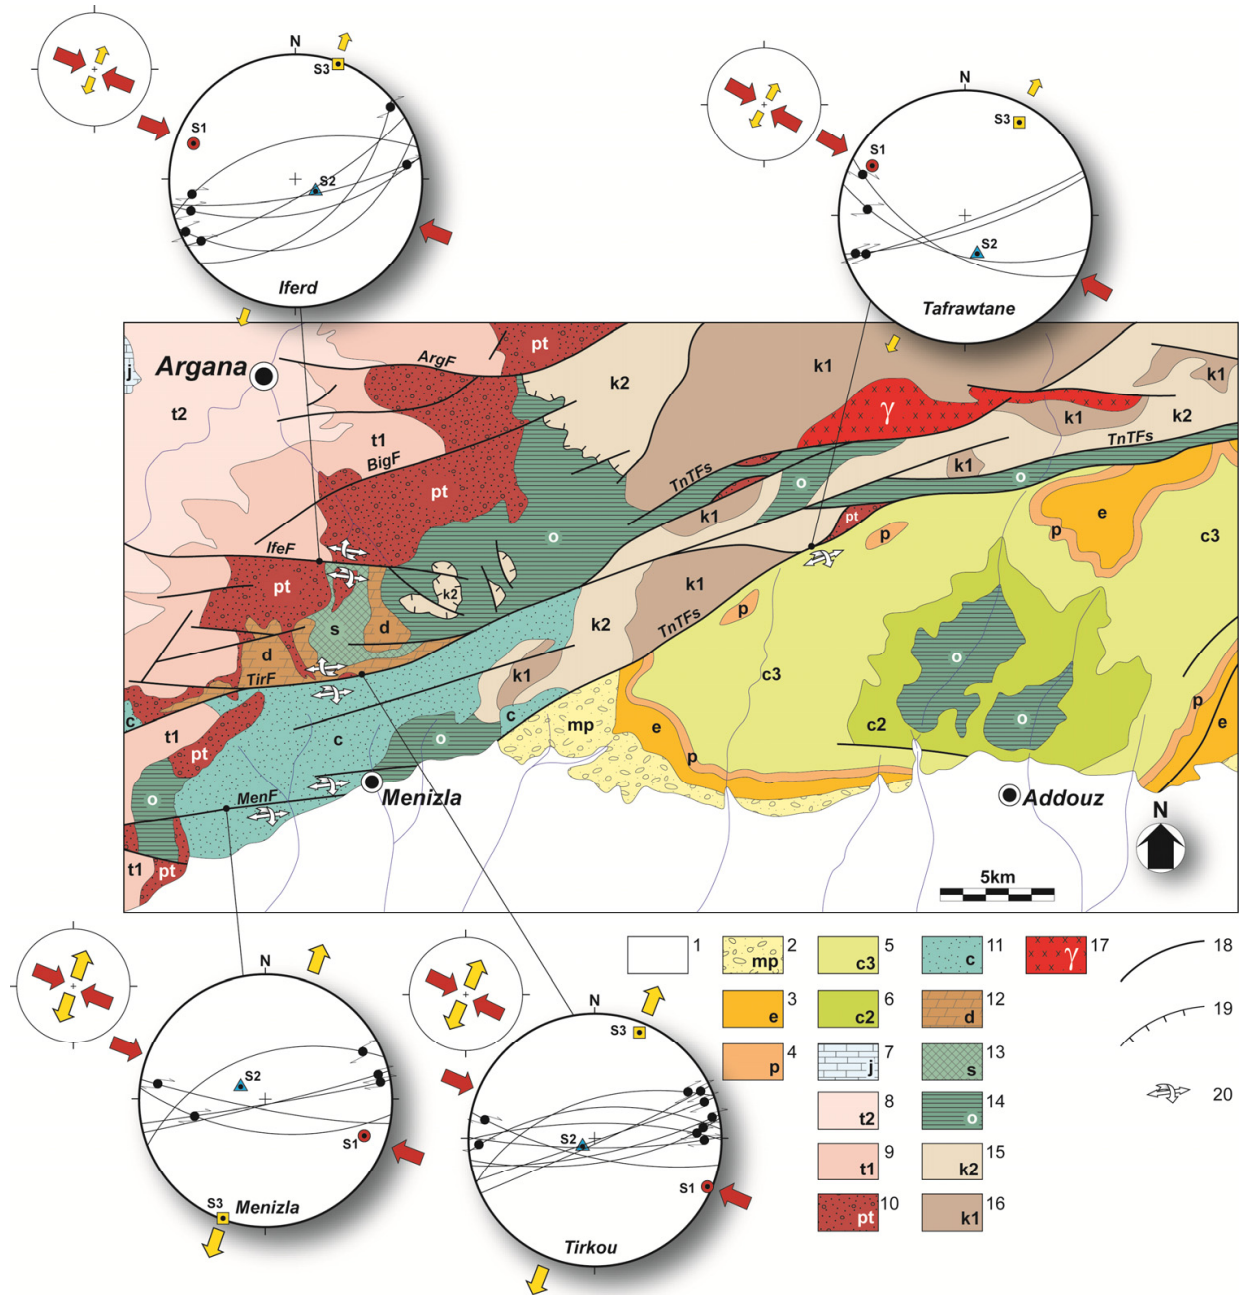 N
S3
S1
S2
Iferd
N
S3
S1
S2
Tafrawtane
j
Argana
ArgF
pt
k2
k1
k1
t2
t1
γ
k1
k2
BigF
TnTFs
TnTFs
pt
o
k1
o
e
k1
pt
o
p
p
c3
IfeF
pt
k2
k1
p
s
d
k2
TnTFs
d
o
TirF
k1
c3
c
c
mp
e
c2
o
p
t1
c
pt
o
p
e
o
Menizla
Addouz
MenF
N
t1
pt
5km
N
S2
S1
S3
Menizla
N
S3
S2
S1
Tirkou
1
mp 2
c3 5
c 11
γ 17
18
e 3
c2 6
d 12
19
p 4
j 7
s 13
20
t2 8
o 14
t1 9
k2 15
pt 10
k1 16